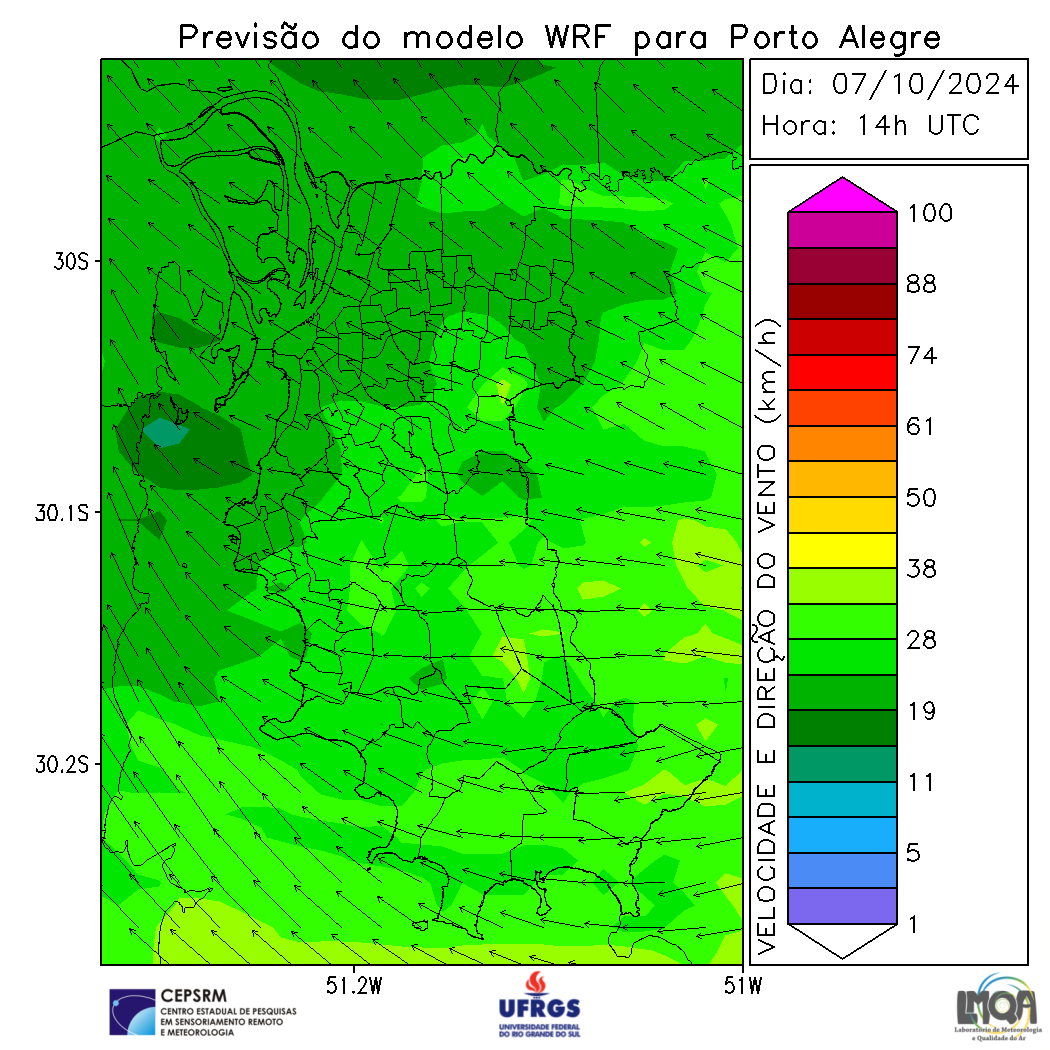 Previsão do modelo WRF para Porto Alegre
Dia: 07/10/2024
Hora: 14h UTC
30S
30.1S
30.2S
51.2W
51W
VELOCIDADE E DIREÇÃO DO VENTO (km/h)
100
88
74
61
50
38
28
19
11
5
1
CEPSRM
CENTRO ESTADUAL DE PESQUISAS
EM SENSORIAMENTO REMOTO
E METEOROLOGIA
UFRGS
UNIVERSIDADE FEDERAL
DO RIO GRANDE DO SUL
LMQA
Laboratório de Meteorologia
e Qualidade do Ar